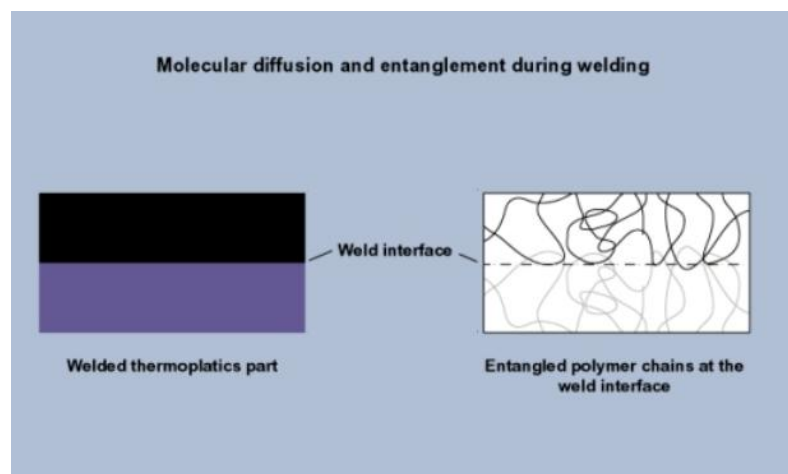 Molecular diffusion and entanglement during welding
Weld interface
Welded thermoplatics part
Entangled polymer chains at the
weld interface